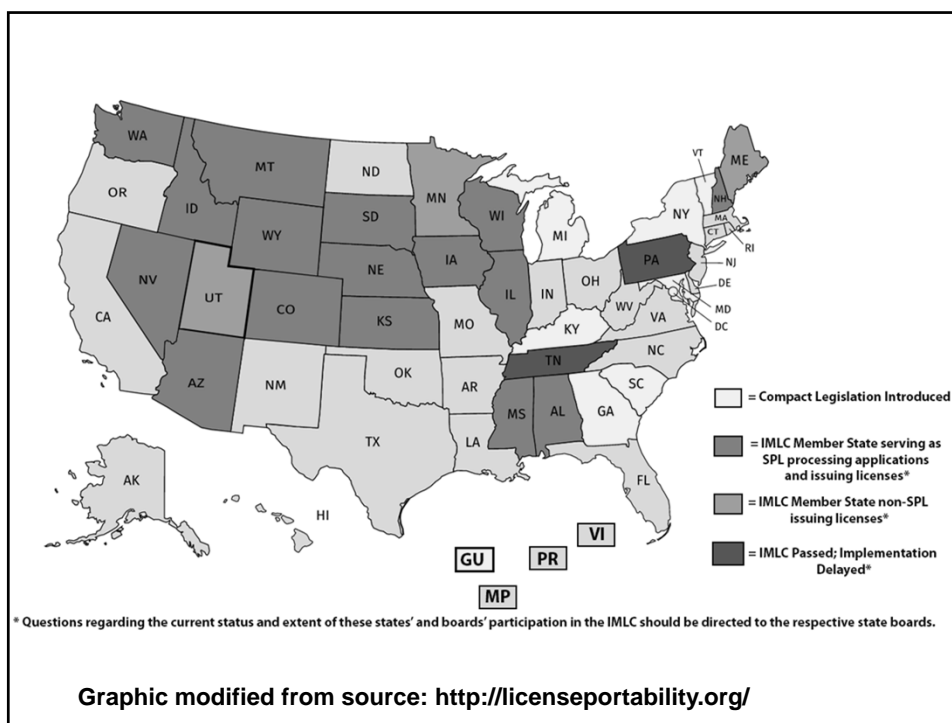 WA
MT
ND
MN
VT
ME
OR
ID
SD
WI
NY
NH
MA
CT
RI
WY
MI
IA
NE
PA
NJ
NV
UT
CO
IL
IN
OH
DE
MD
DC
CA
KS
MO
WV
VA
KY
NC
TN
AZ
NM
OK
AR
SC
MS
AL
GA
TX
LA
FL
AK
HI
VI
GU
PR
MP
= Compact Legislation Introduced
= IMLC Member State serving as
SPL processing applications
and issuing licenses*
= IMLC Member State non-SPL
issuing licenses*
= IMLC Passed; Implementation
Delayed*
* Questions regarding the current status and extent of these states' and boards' participation in the IMLC should be directed to the respective state boards.
Graphic modified from source: http://licenseportability.org/